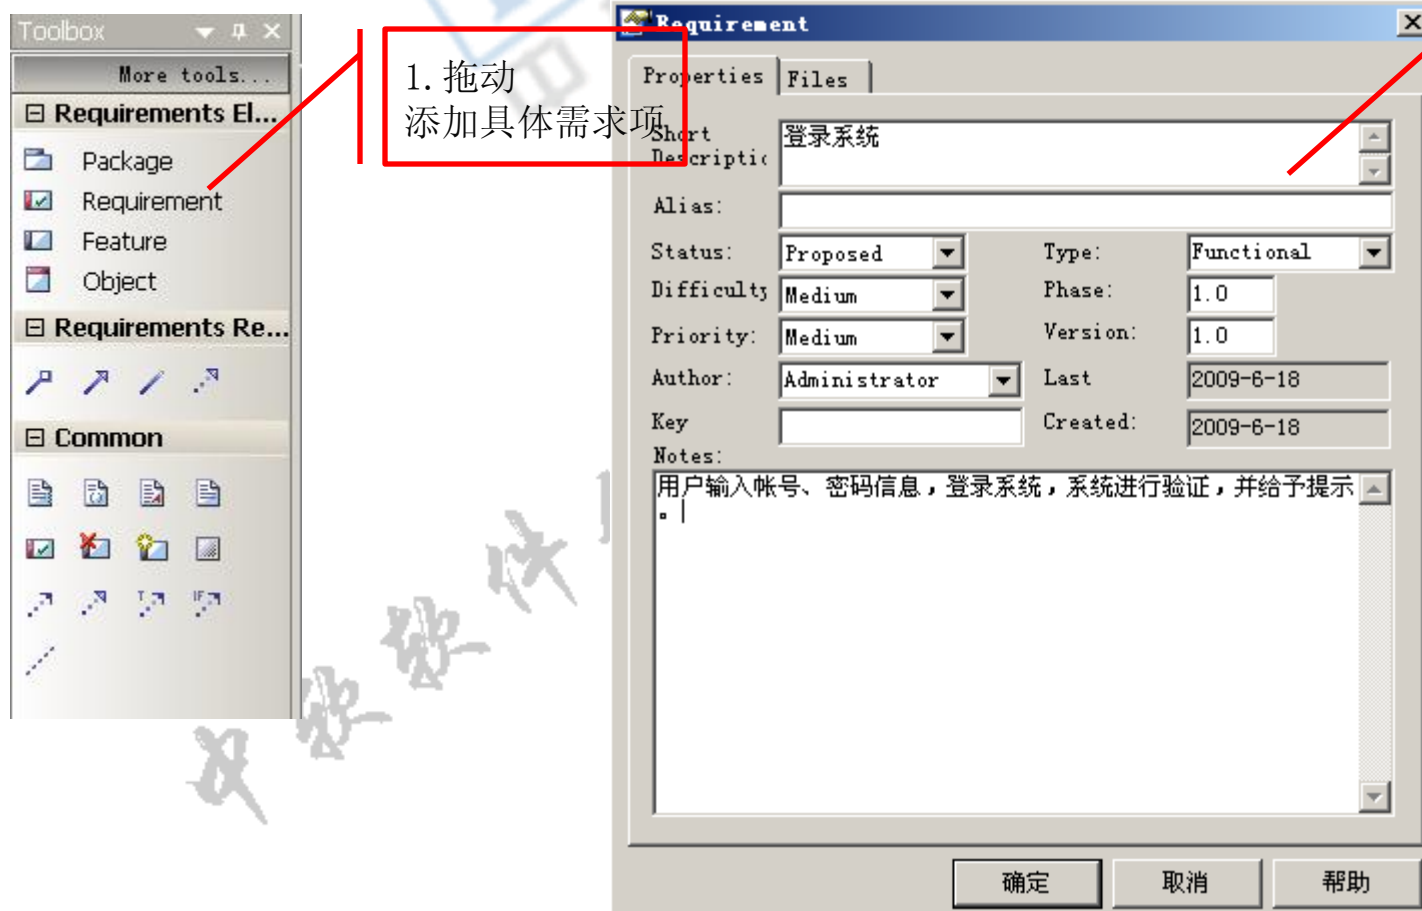 Toolbox
More tools...
Requirements El...
Package
Requirement
Feature
Object
Requirements Re...
Common
1.拖动
添加具体需求项
Requirement
Properties
Files
Short
Descriptic
登录系统
Alias:
Status:
Proposed
Type:
Functional
Difficulty
Medium
Phase:
1.0
Priority:
Medium
Version:
1.0
Author:
Administrator
Last
2009-6-18
Key
Created:
2009-6-18
Notes:
用户输入帐号、密码信息，登录系统，系统进行验证，并给予提示
。
确定
取消
帮助